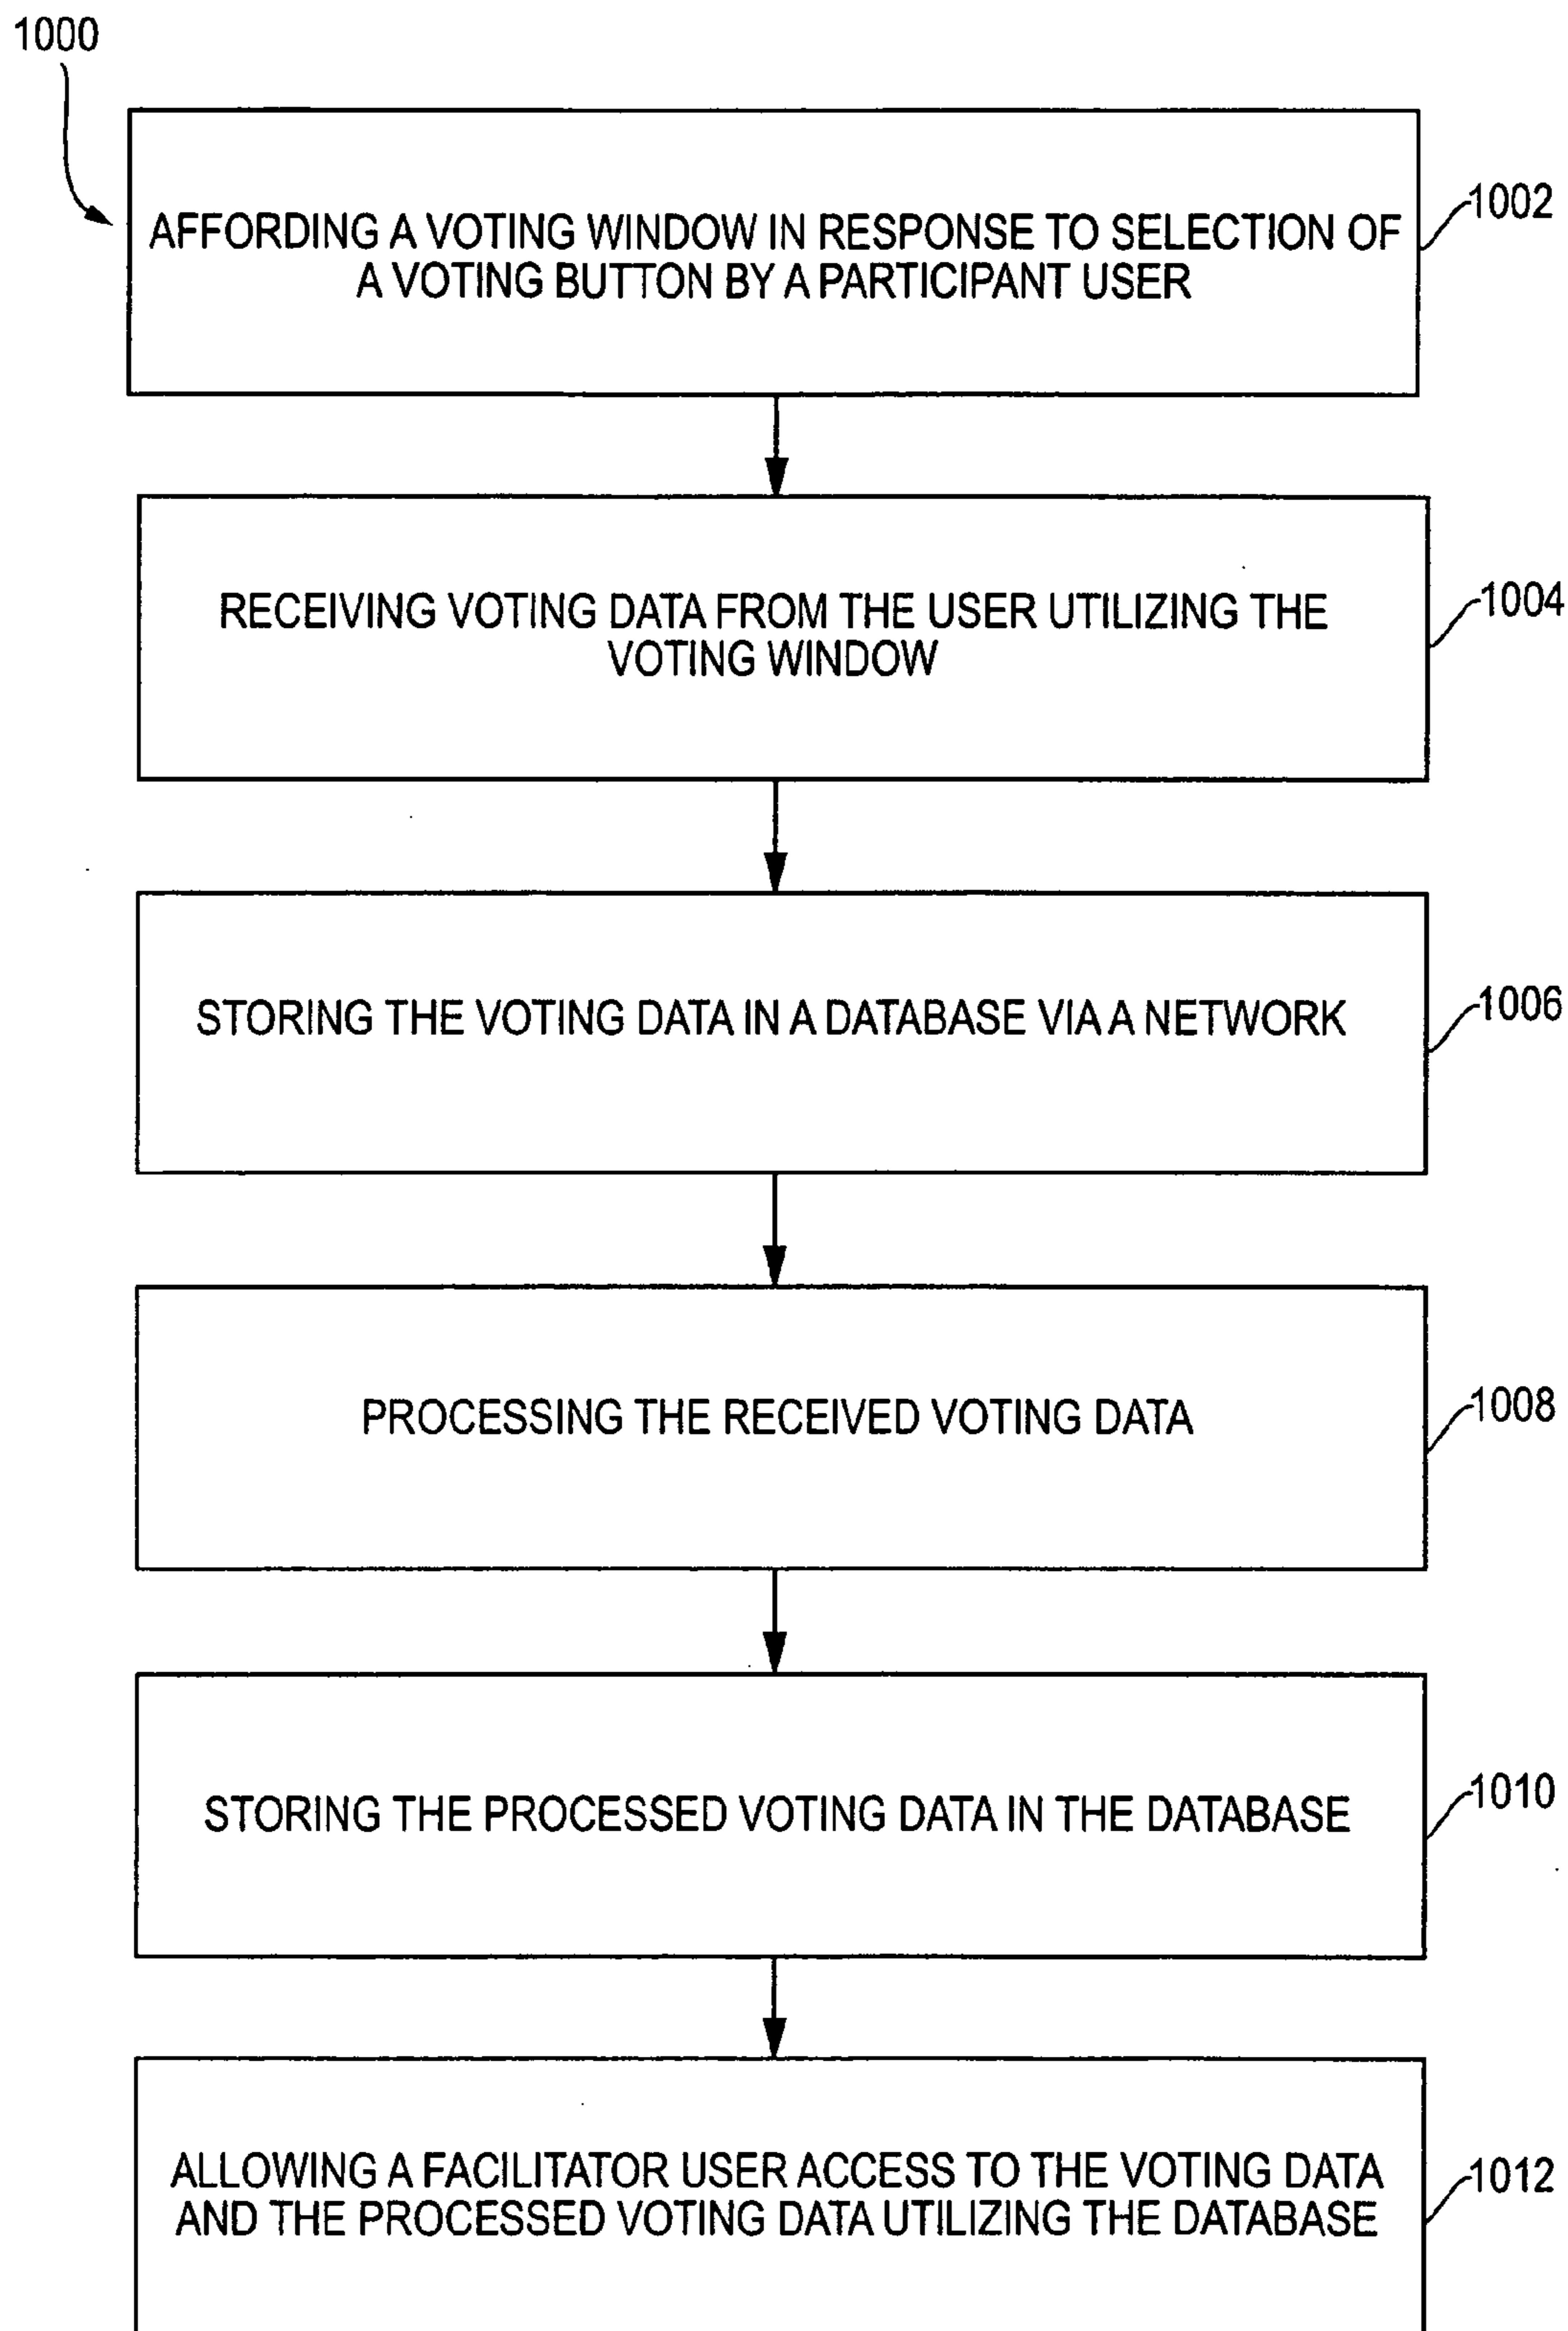 1000
AFFORDING A VOTING WINDOW IN RESPONSE TO SELECTION OF
A VOTING BUTTON BY A PARTICIPANT USER
1002
RECEIVING VOTING DATA FROM THE USER UTILIZING THE
VOTING WINDOW
1004
STORING THE VOTING DATA IN A DATABASE VIA A NETWORK
1006
PROCESSING THE RECEIVED VOTING DATA
1008
STORING THE PROCESSED VOTING DATA IN THE DATABASE
1010
ALLOWING A FACILITATOR USER ACCESS TO THE VOTING DATA
AND THE PROCESSED VOTING DATA UTILIZING THE DATABASE
1012